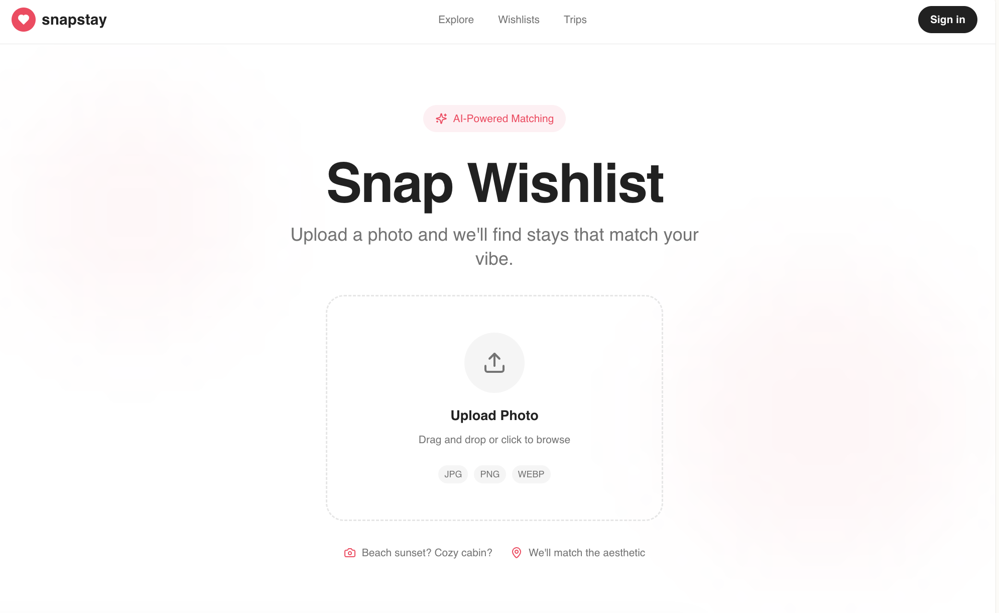 snapstay
Explore
Wishlists
Trips
Sign in
AI-Powered Matching
Snap Wishlist
Upload a photo and we'll find stays that match your
vibe.
Upload Photo
Drag and drop or click to browse
JPG
PNG
WEBP
Beach sunset? Cozy cabin?
We'll match the aesthetic